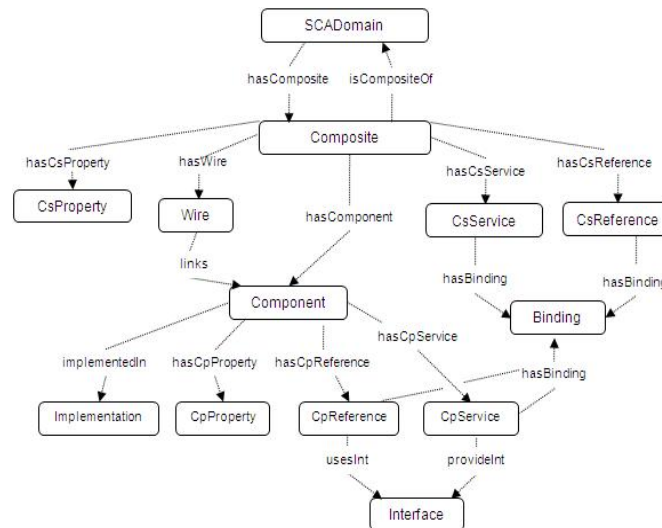 SCADomain
hasComposite isCompositeOf
Composite
hasCsProperty hasWire hasCsService hasCsReference
CsProperty Wire hasComponent CsService CsReference
links hasBinding hasBinding
Component Binding
implementedIn hasCpProperty hasCpReference hasCpService hasBinding
Implementation CpProperty CpReference CpService
usesInt provideInt
Interface